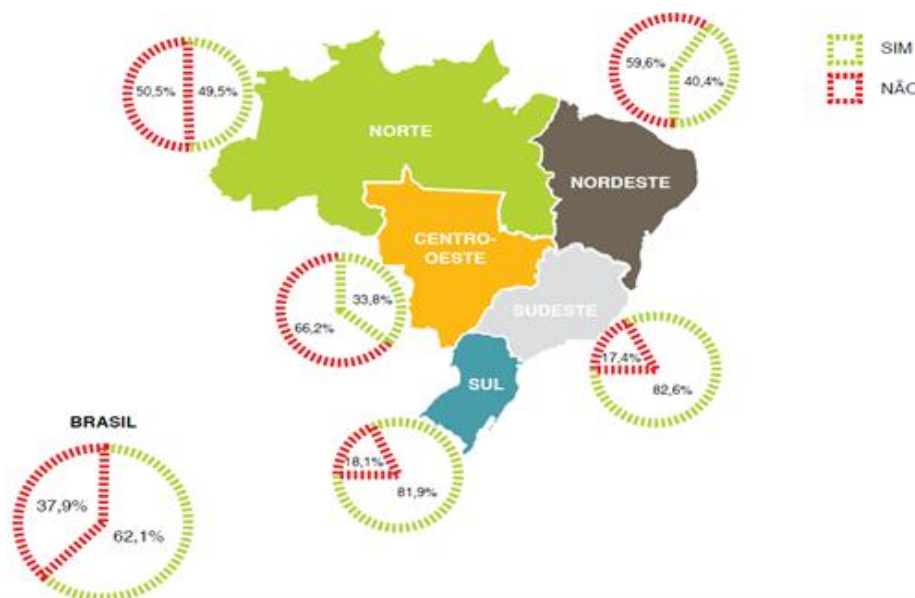 SIM
NÃO
50,5%
49,5%
59,6%
40,4%
NORTE
NORDESTE
CENTRO-
OESTE
33,8%
66,2%
SUDESTE
17,4%
82,6%
SUL
18,1%
81,9%
BRASIL
37,9%
62,1%